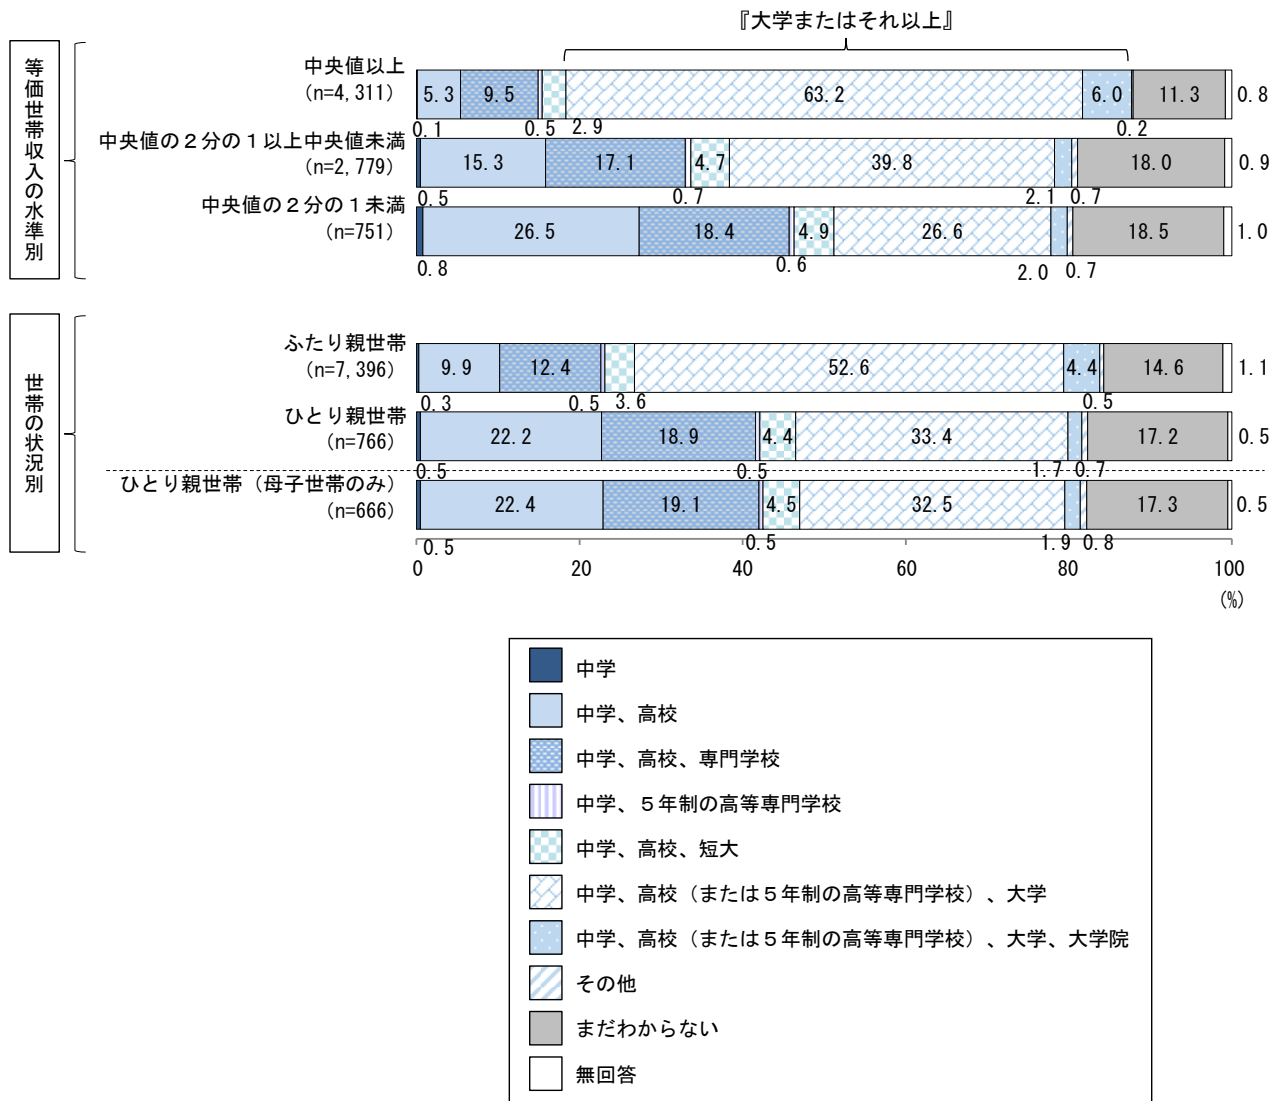 『大学またはそれ以上』
等価世帯収入の水準別
中央値以上
(n=4,311)
5.3 9.5 63.2 6.0 11.3 0.8
0.1 0.5 2.9 0.2
中央値の２分の１以上中央値未満
(n=2,779)
15.3 17.1 4.7 39.8 18.0 0.9
0.5 0.7 2.1 0.7
中央値の２分の１未満
(n=751)
26.5 18.4 4.9 26.6 18.5 1.0
0.8 0.6 2.0 0.7
世帯の状況別
ふたり親世帯
(n=7,396)
9.9 12.4 52.6 4.4 14.6 1.1
0.3 0.5 3.6 0.5
ひとり親世帯
(n=766)
22.2 18.9 4.4 33.4 17.2 0.5
0.5 0.5 1.7 0.7
ひとり親世帯（母子世帯のみ）
(n=666)
22.4 19.1 4.5 32.5 17.3 0.5
0.5 0.5 1.9 0.8
0 20 40 60 80 100
(%)
中学
中学、高校
中学、高校、専門学校
中学、５年制の高等専門学校
中学、高校、短大
中学、高校（または５年制の高等専門学校）、大学
中学、高校（または５年制の高等専門学校）、大学、大学院
その他
まだわからない
無回答